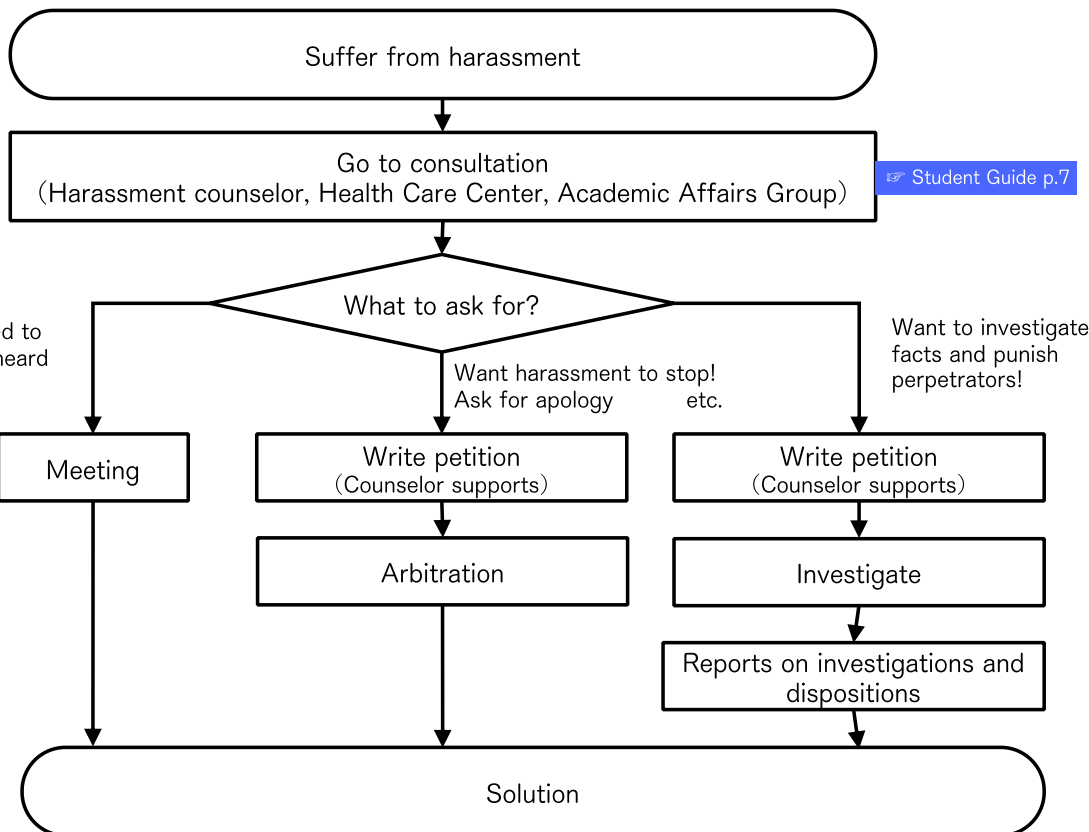 Suffer from harassment
Go to consultation
（Harassment counselor, Health Care Center, Academic Affairs Group）
☞ Student Guide p.7
What to ask for?
to
heard
Want harassment to stop!
Ask for apology etc.
Want to investigate
facts and punish
perpetrators!
Meeting
Write petition
（Counselor supports）
Write petition
（Counselor supports）
Arbitration
Investigate
Reports on investigations and
dispositions
Solution